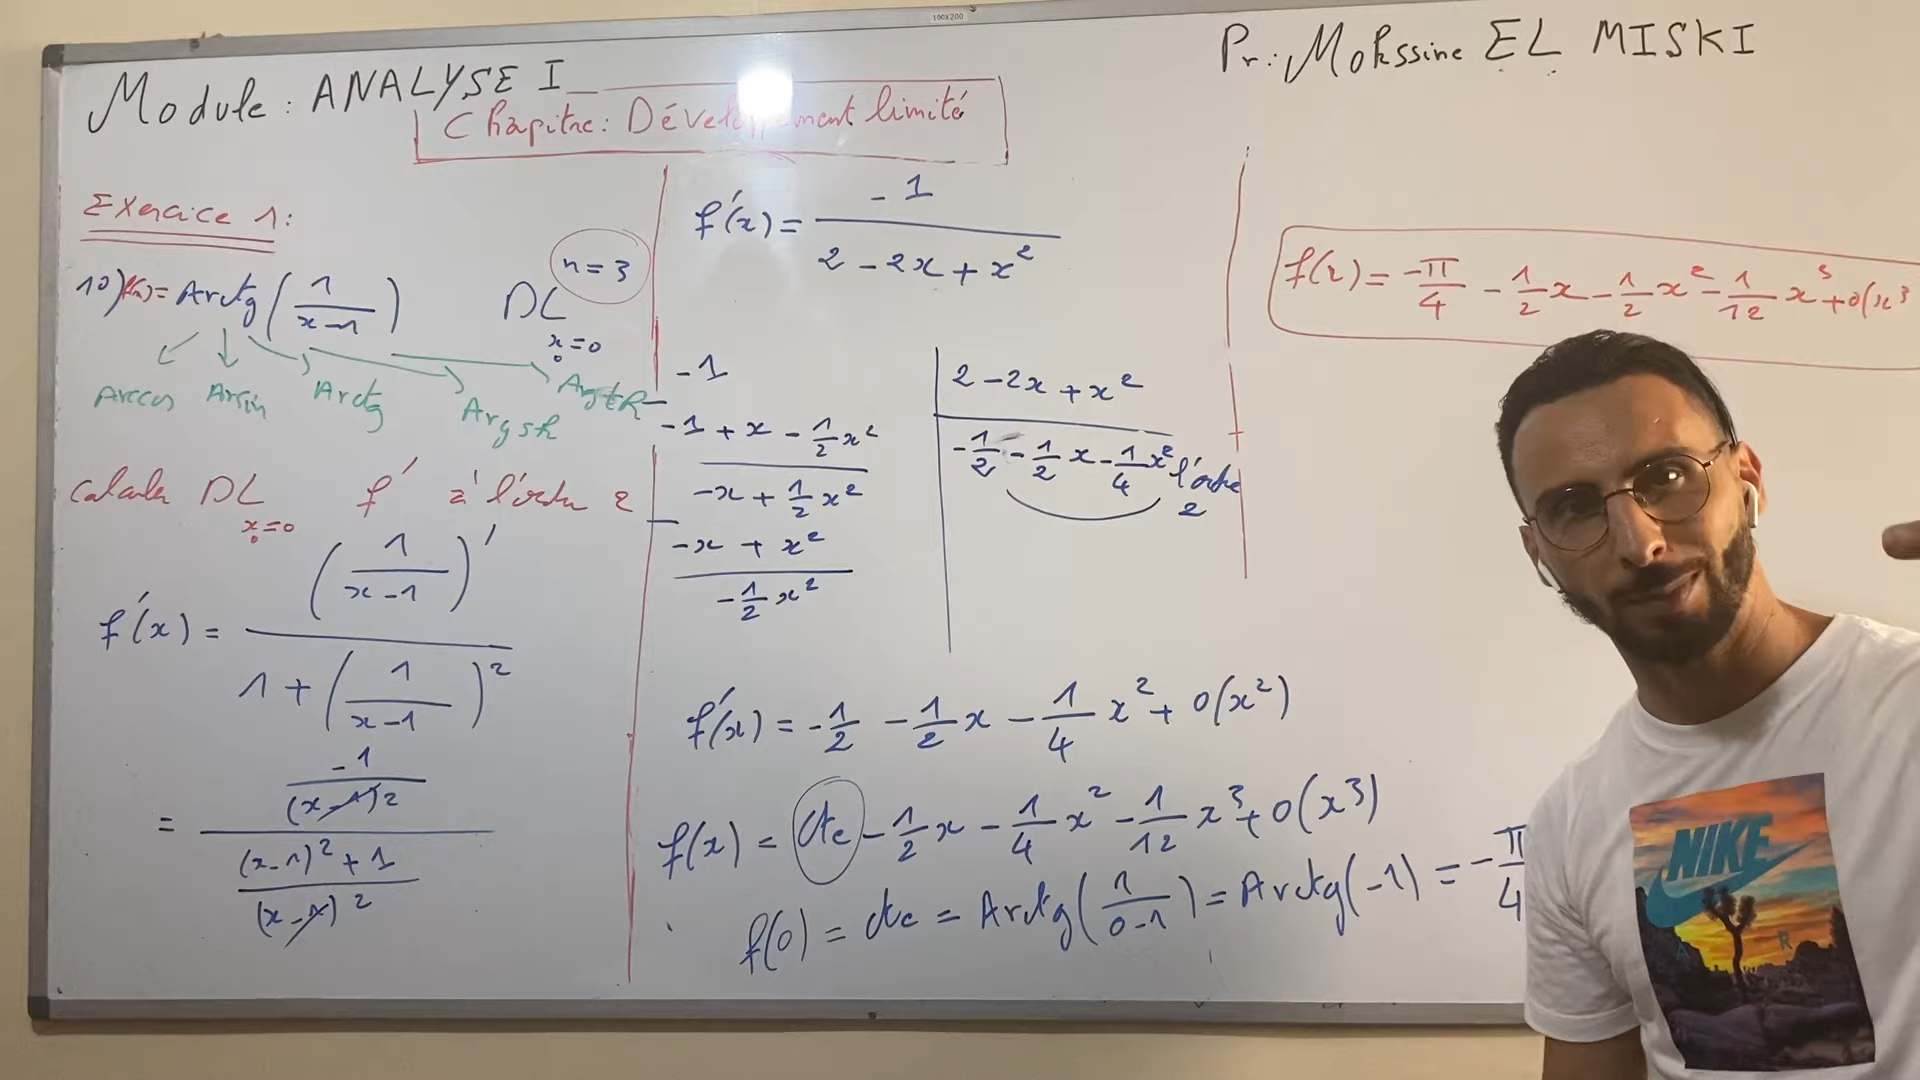 100X200
Module : ANALYSE I
Pr: Mohssine EL MISKI
Chapitre: Développement limité
Exercice 1:
10) f(x) = Arctg(1/(x-1))
n = 3
DL
x₀=0
Arccos Arcsin Arctg Argsh Argth
calculer DL f' à l'ordre 2
x₀=0
f'(x) = (1/(x-1))' / (1 + (1/(x-1))²)
= (-1/(x-1)²) / (((x-1)²+1)/(x-1)²)
f'(x) = -1/(2 - 2x + x²)
-1
2 - 2x + x²
-1 + x - 1/2 x²
-1/2 - 1/2 x - 1/4 x² l'ordre 2
-x + 1/2 x²
-x + x²
-1/2 x²
f'(x) = -1/2 - 1/2 x - 1/4 x² + o(x²)
f(x) = cte - 1/2 x - 1/4 x² - 1/12 x³ + o(x³)
f(0) = cte = Arctg(1/(0-1)) = Arctg(-1) = -π/4
f(x) = -π/4 - 1/2 x - 1/2 x² - 1/12 x³ + o(x³
NIKE